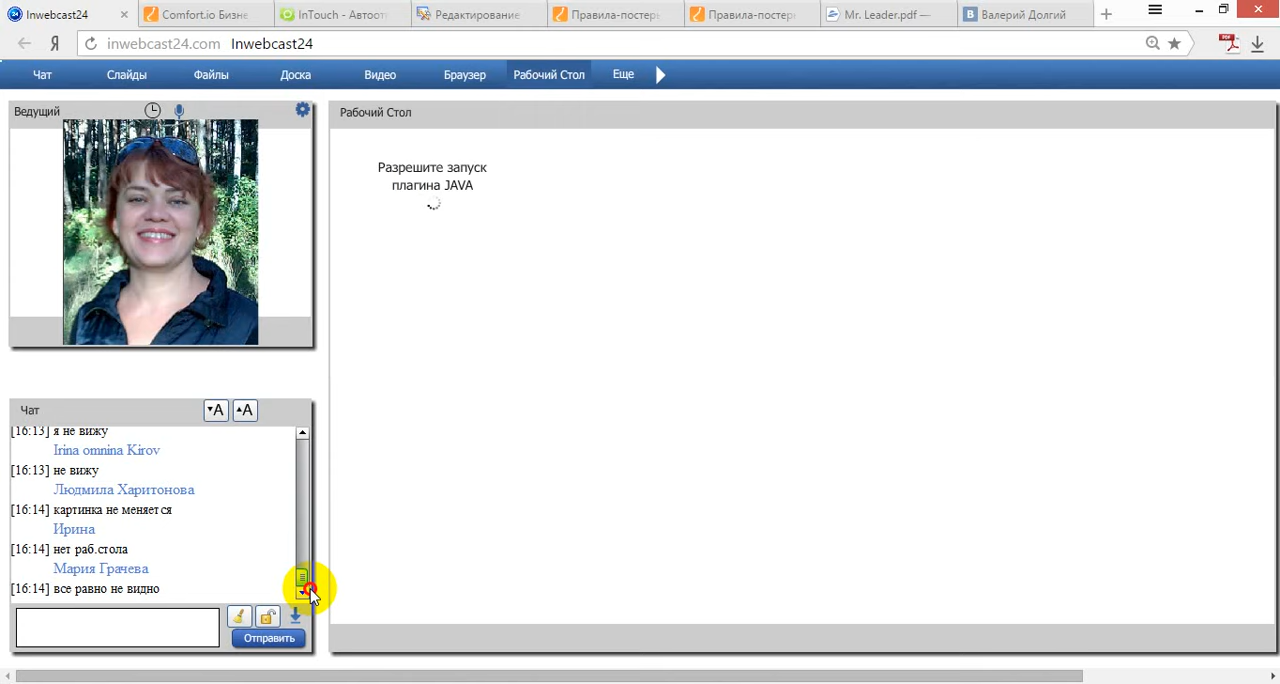 Inwebcast24
Comfort.io Бизне
InTouch - Автоот
Редактирование
Правила-постеры
Правила-постеры
Mr. Leader.pdf —
Валерий Долгий
inwebcast24.com Inwebcast24
Чат
Слайды
Файлы
Доска
Видео
Браузер
Рабочий Стол
Еще
Ведущий
Рабочий Стол
Разрешите запуск
плагина JAVA
Чат
▾A ▴A
[16:13] я не вижу
Irina omnina Kirov
[16:13] не вижу
Людмила Харитонова
[16:14] картинка не меняется
Ирина
[16:14] нет раб.стола
Мария Грачева
[16:14] все равно не видно
Отправить